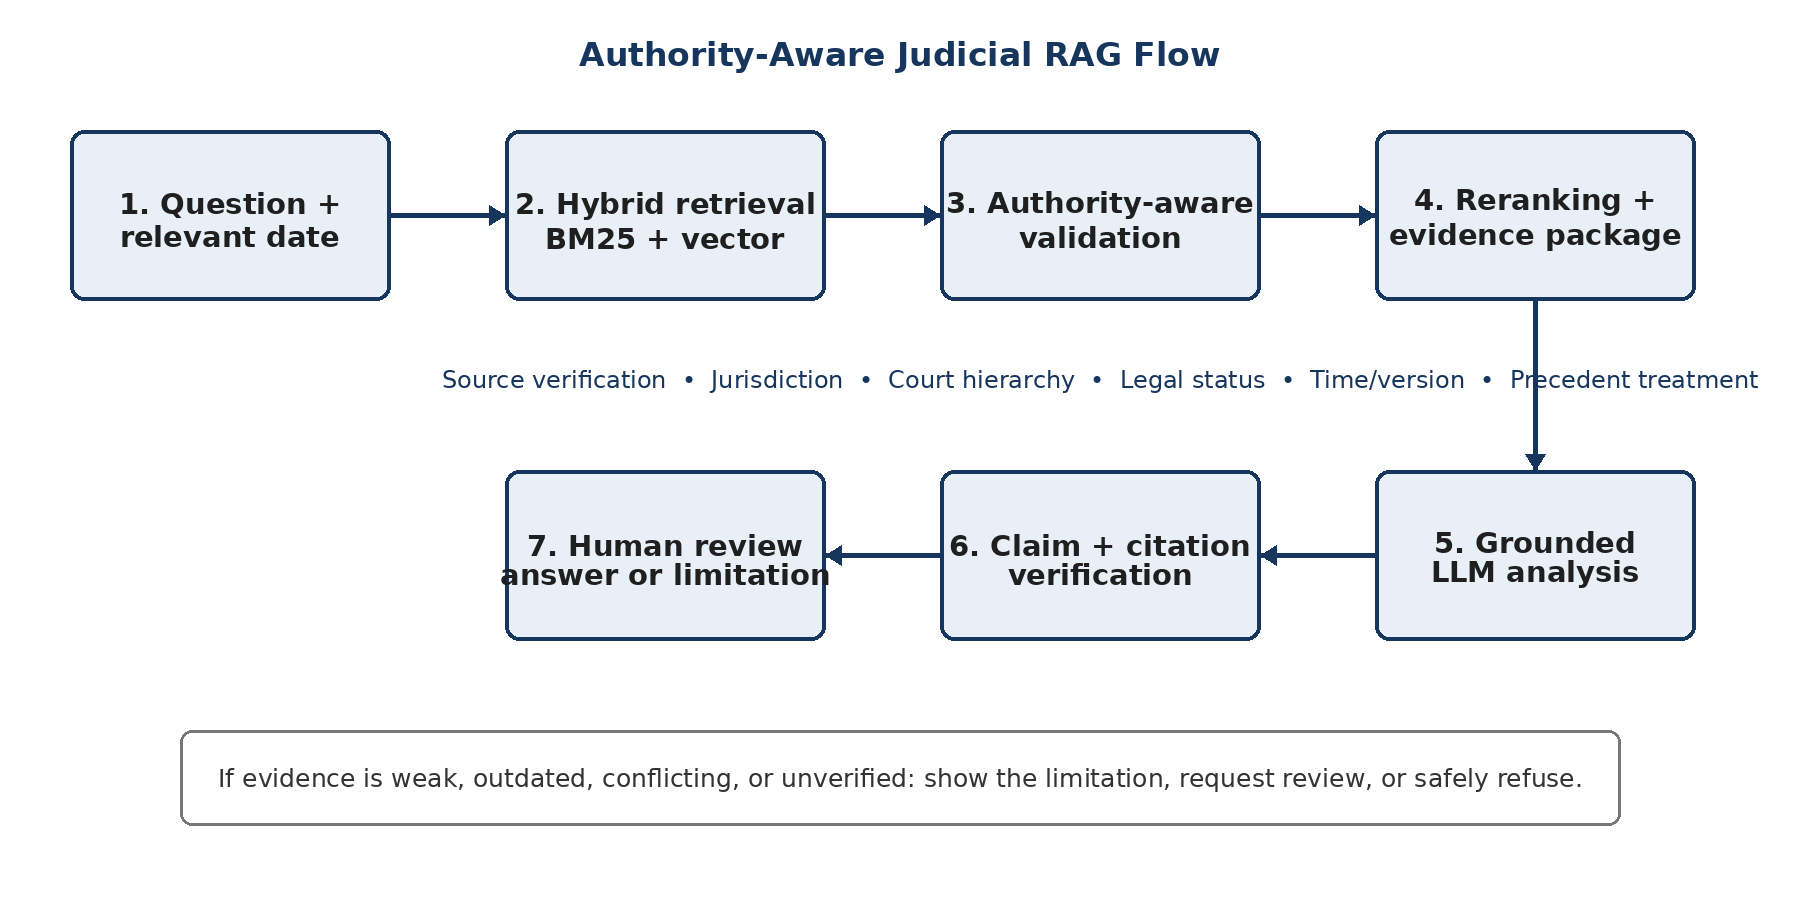 Authority-Aware Judicial RAG Flow
1. Question +
relevant date
2. Hybrid retrieval
BM25 + vector
3. Authority-aware
validation
4. Reranking +
evidence package
Source verification • Jurisdiction • Court hierarchy • Legal status • Time/version • Precedent treatment
5. Grounded
LLM analysis
6. Claim + citation
verification
7. Human review
answer or limitation
If evidence is weak, outdated, conflicting, or unverified: show the limitation, request review, or safely refuse.